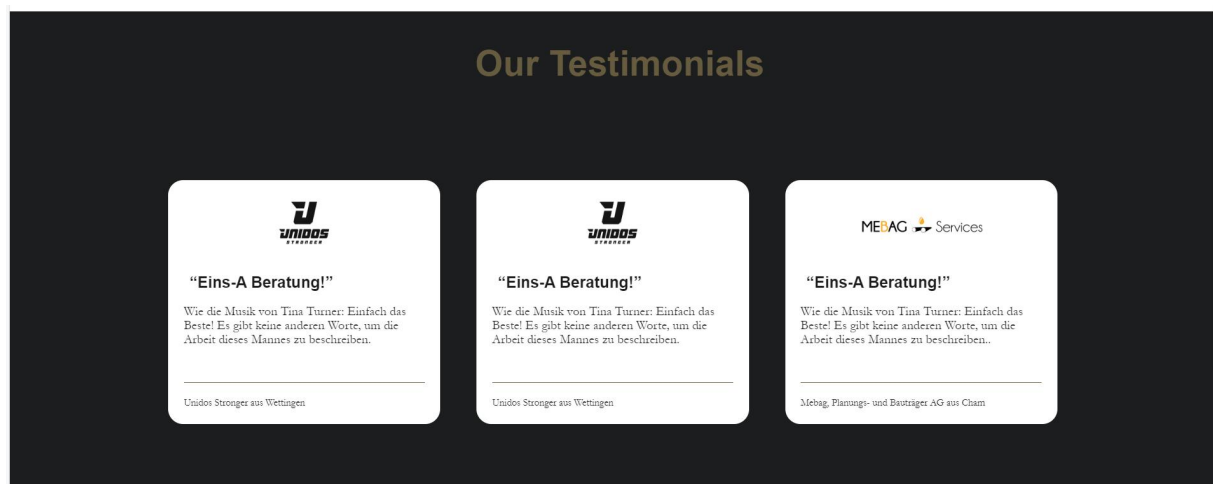 Our Testimonials
UNIDOS
STRONGER
“Eins-A Beratung!”
Wie die Musik von Tina Turner: Einfach das
Beste! Es gibt keine anderen Worte, um die
Arbeit dieses Mannes zu beschreiben.
Unidos Stronger aus Wettingen
UNIDOS
STRONGER
“Eins-A Beratung!”
Wie die Musik von Tina Turner: Einfach das
Beste! Es gibt keine anderen Worte, um die
Arbeit dieses Mannes zu beschreiben.
Unidos Stronger aus Wettingen
MEBAG Services
“Eins-A Beratung!”
Wie die Musik von Tina Turner: Einfach das
Beste! Es gibt keine anderen Worte, um die
Arbeit dieses Mannes zu beschreiben..
Mebag, Planungs- und Bauträger AG aus Cham